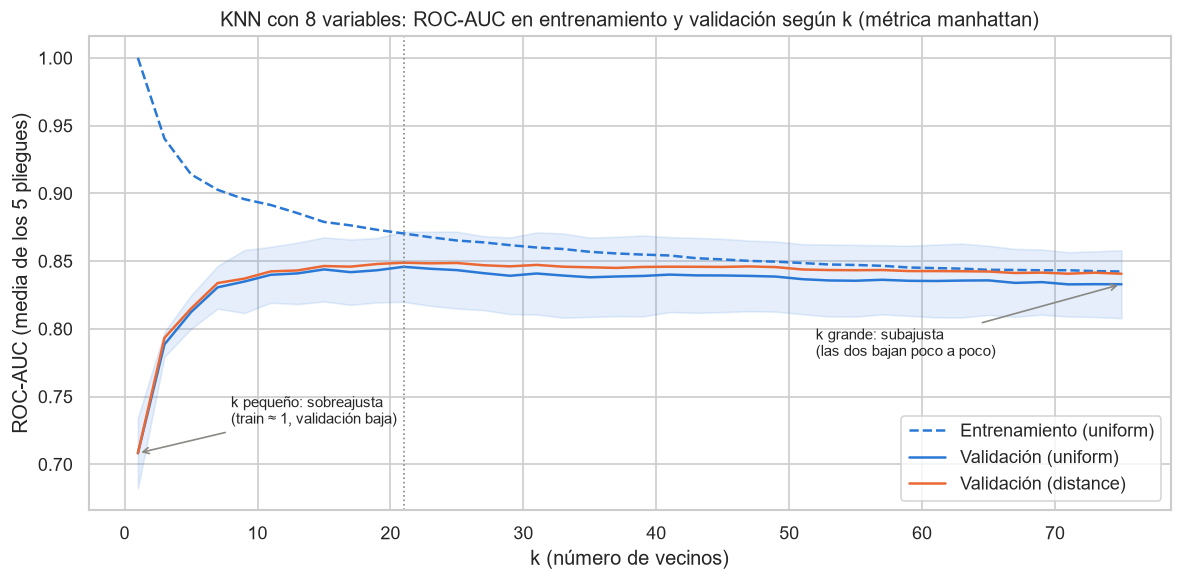 KNN con 8 variables: ROC-AUC en entrenamiento y validación según k (métrica manhattan)
ROC-AUC (media de los 5 pliegues)
1.00
0.95
0.90
0.85
0.80
0.75
0.70
k grande: subajusta
(las dos bajan poco a poco)
k pequeño: sobreajusta
(train ≈ 1, validación baja)
Entrenamiento (uniform)
Validación (uniform)
Validación (distance)
0 10 20 30 40 50 60 70
k (número de vecinos)